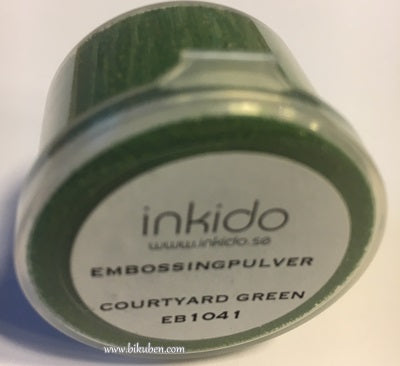 inkido
www.inkido.se
EMBOSSINGPULVER
COURTYARD GREEN
EB1041
www.bikuben.com